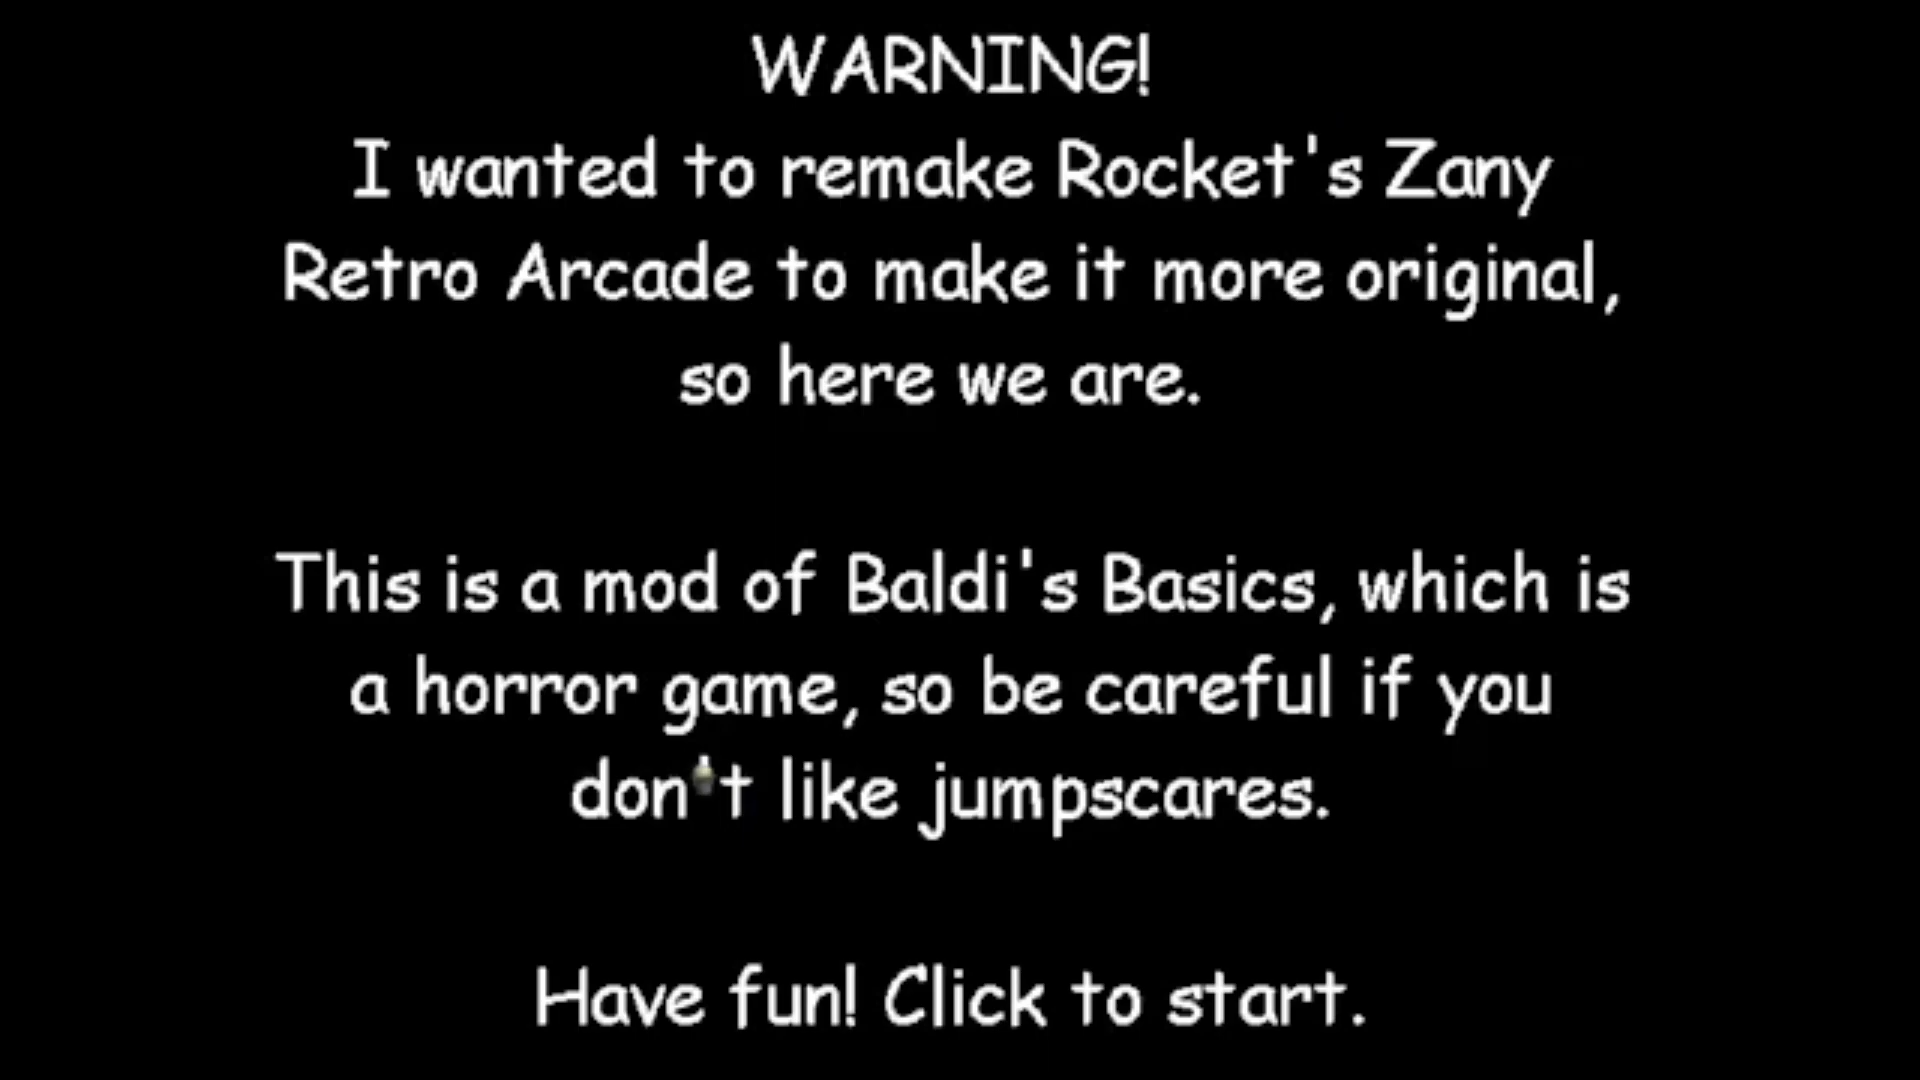 WARNING!
I wanted to remake Rocket's Zany
Retro Arcade to make it more original,
so here we are.
This is a mod of Baldi's Basics, which is
a horror game, so be careful if you
don't like jumpscares.
Have fun! Click to start.